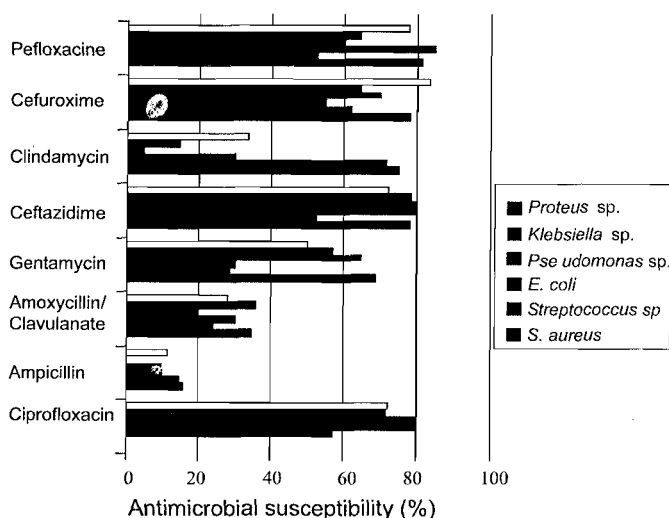 Pefloxacine
Cefuroxime
Clindamycin
Ceftazidime
Gentamycin
Amoxycillin/
Clavulanate
Ampicillin
Ciprofloxacin
0 20 40 60 80 100
Antimicrobial susceptibility (%)
Proteus sp.
Klebsiella sp.
Pse udomonas sp.
E. coli
Streptococcus sp
S. aureus